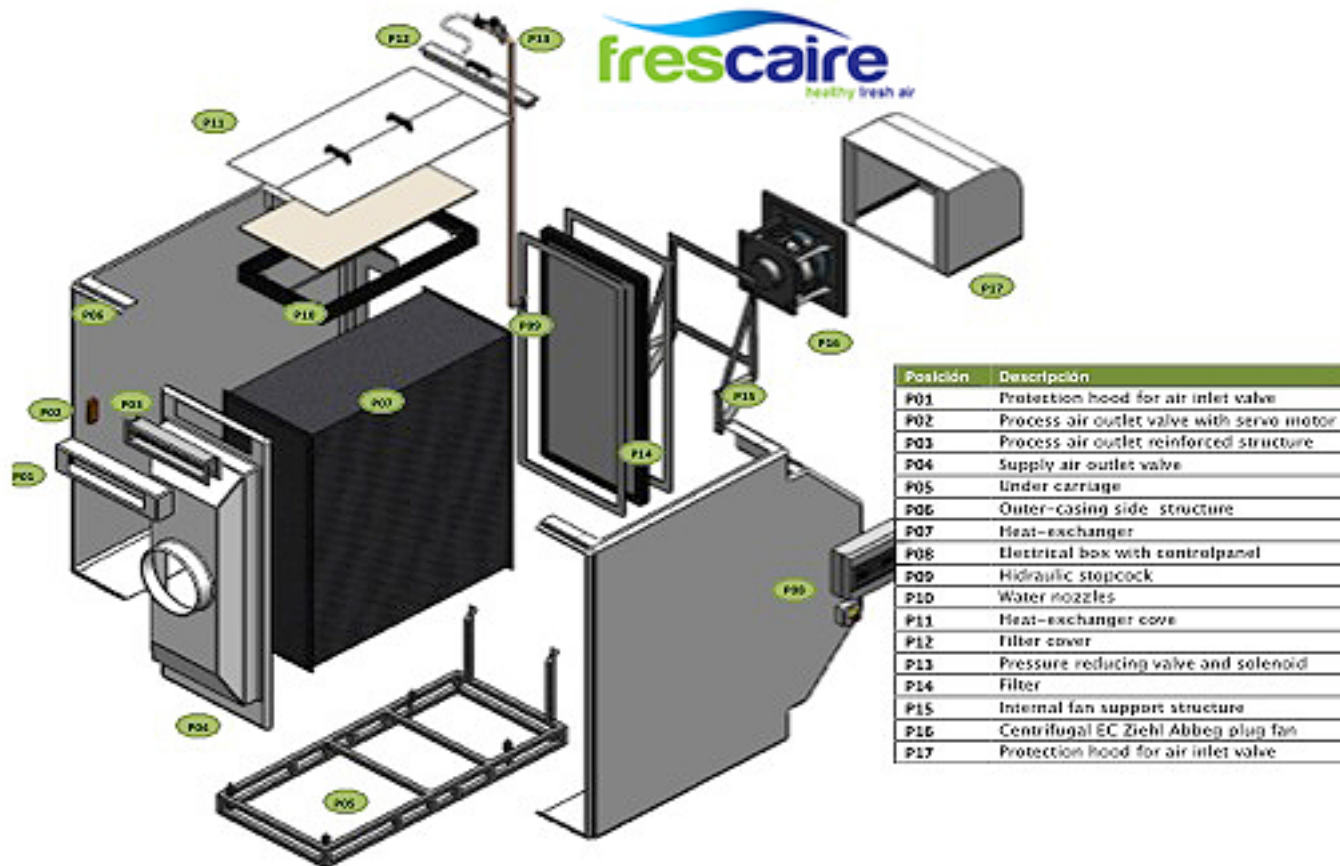 frescaire
healthy fresh air
P12
P13
P11
P17
P06
P10
P09
P16
P07
P02
P03
P15
P01
P14
P08
P04
P05
Posición Descripción
P01 Protection hood for air inlet valve
P02 Process air outlet valve with servo motor
P03 Process air outlet reinforced structure
P04 Supply air outlet valve
P05 Under carriage
P06 Outer-casing side structure
P07 Heat-exchanger
P08 Electrical box with controlpanel
P09 Hidraulic stopcock
P10 Water nozzles
P11 Heat-exchanger cove
P12 Filter cover
P13 Pressure reducing valve and solenoid
P14 Filter
P15 Internal fan support structure
P16 Centrifugal EC Ziehl Abbeg plug fan
P17 Protection hood for air inlet valve